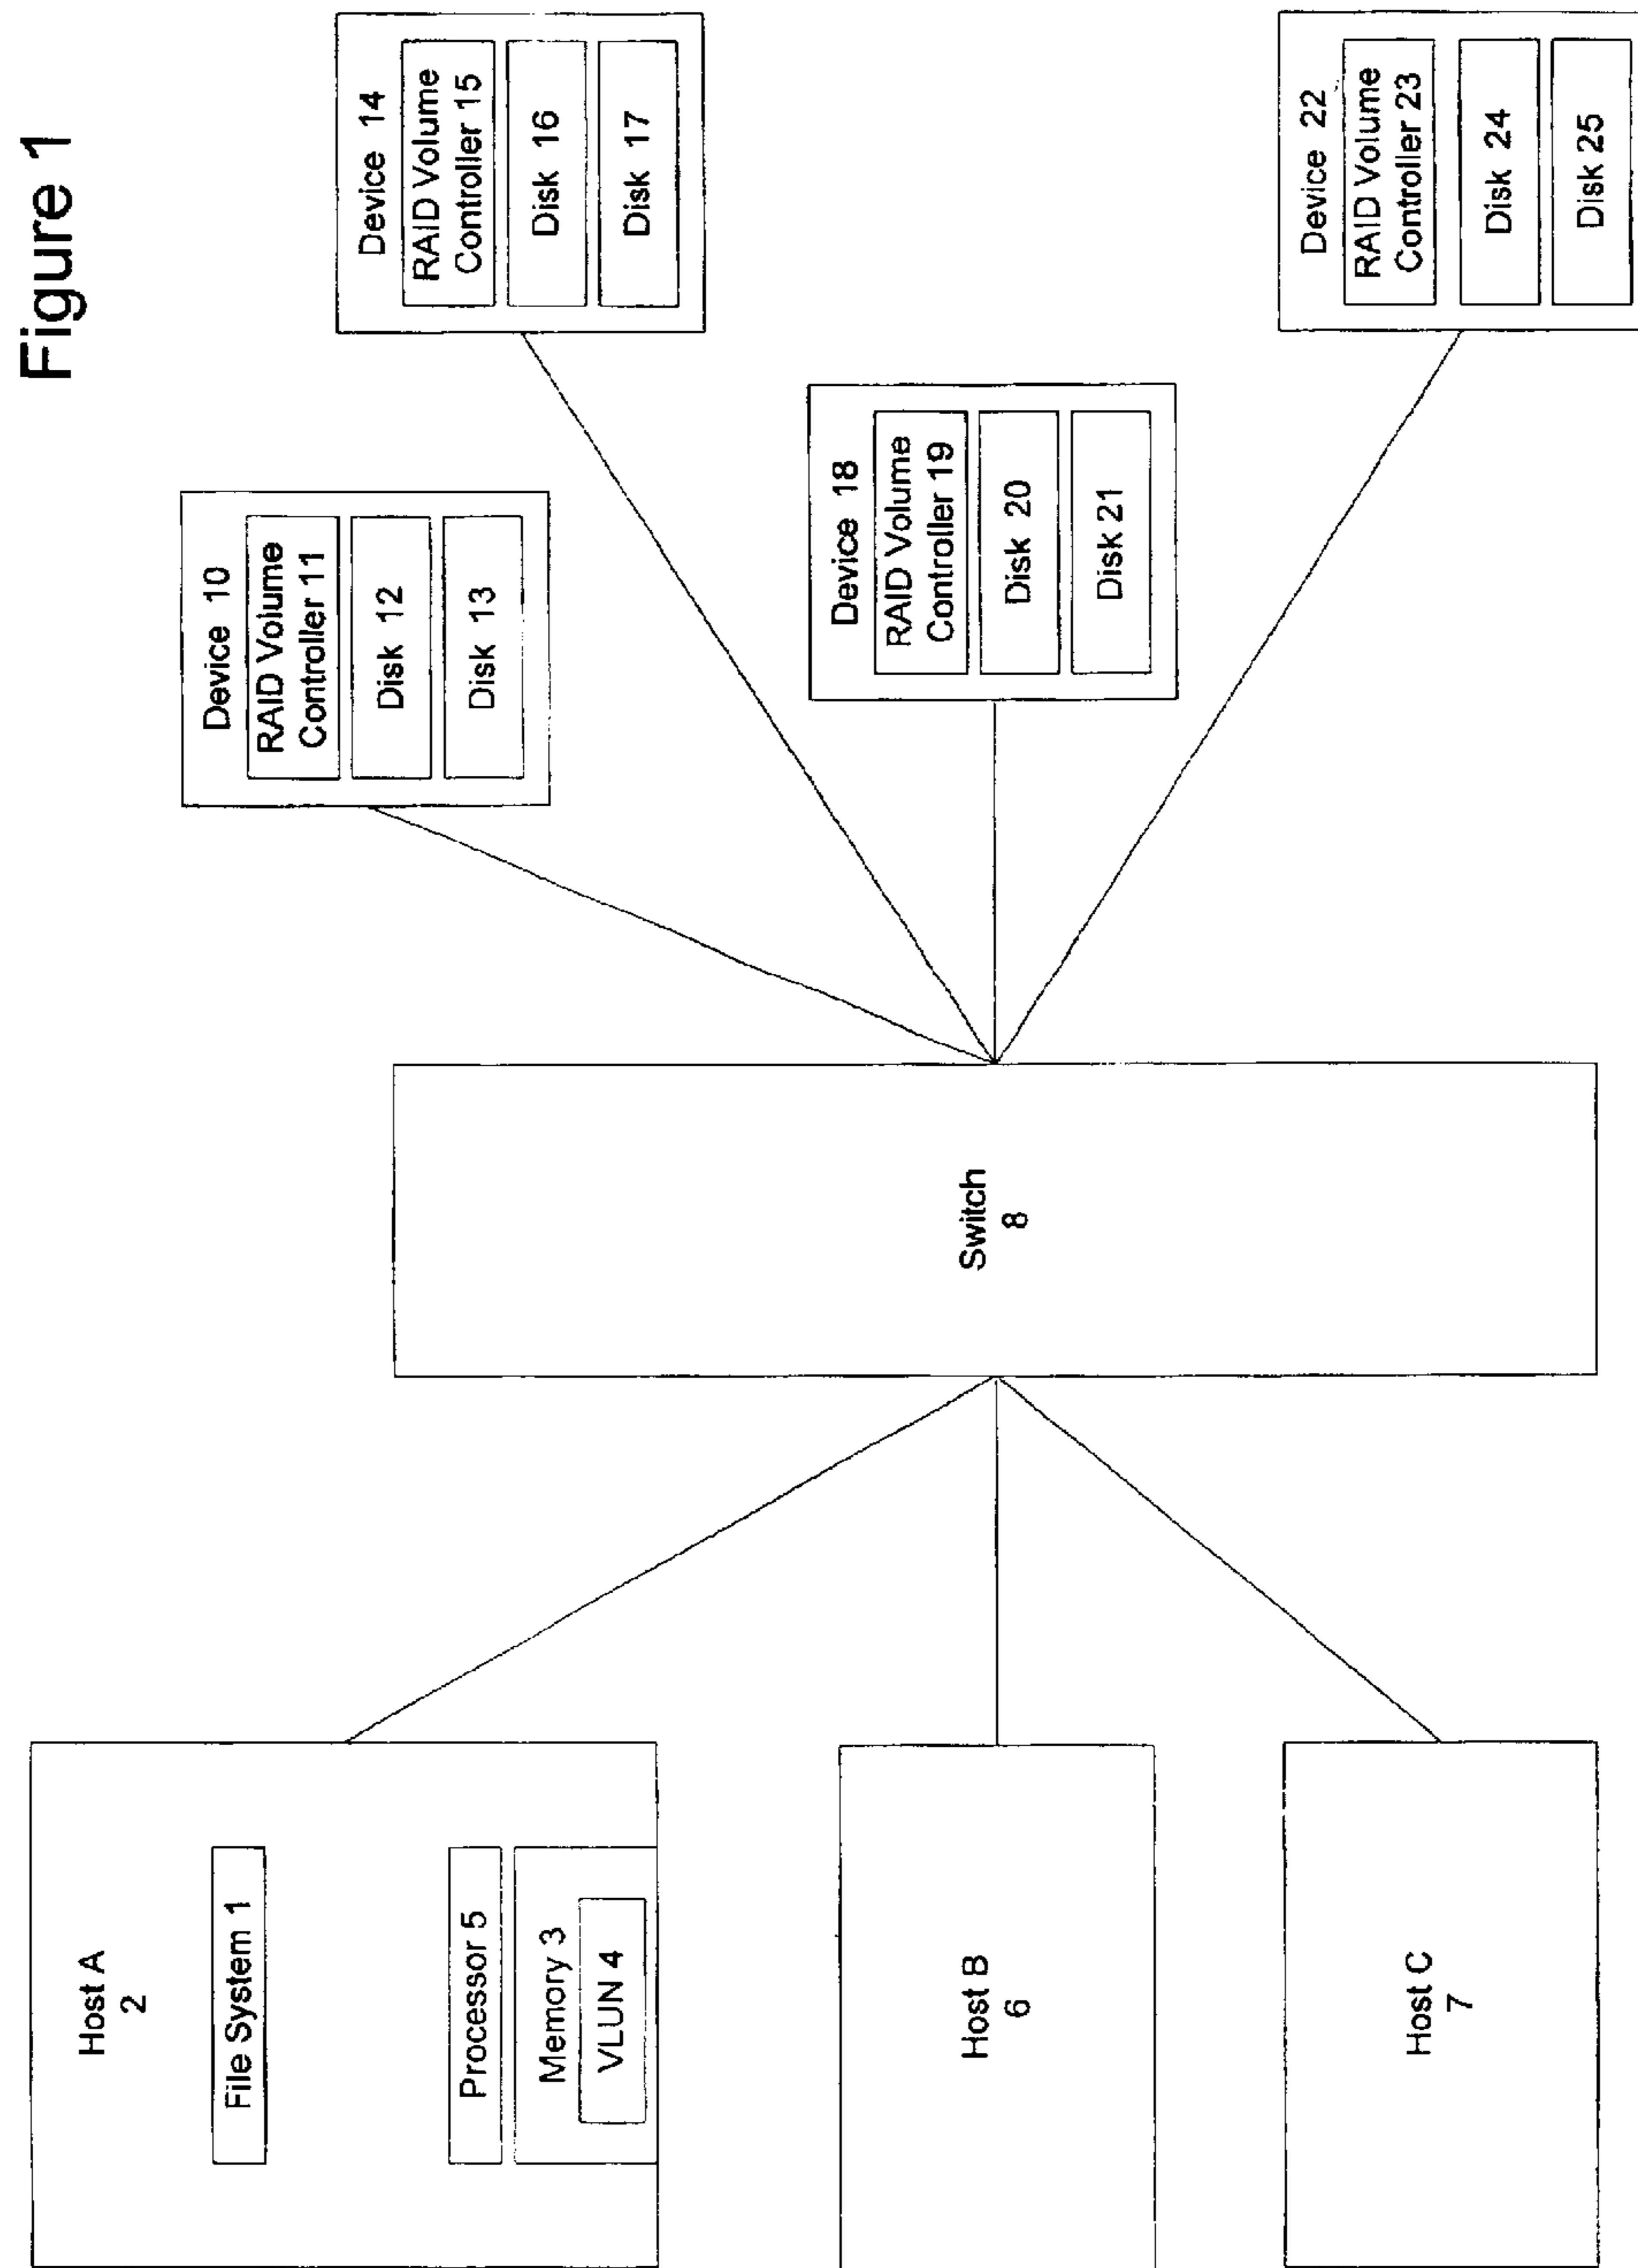 Figure 1
Host A
2
File System 1
Processor 5
Memory 3
VLUN 4
Host B
6
Host C
7
Switch
8
Device 10
RAID Volume
Controller 11
Disk 12
Disk 13
Device 14
RAID Volume
Controller 15
Disk 16
Disk 17
Device 18
RAID Volume
Controller 19
Disk 20
Disk 21
Device 22
RAID Volume
Controller 23
Disk 24
Disk 25